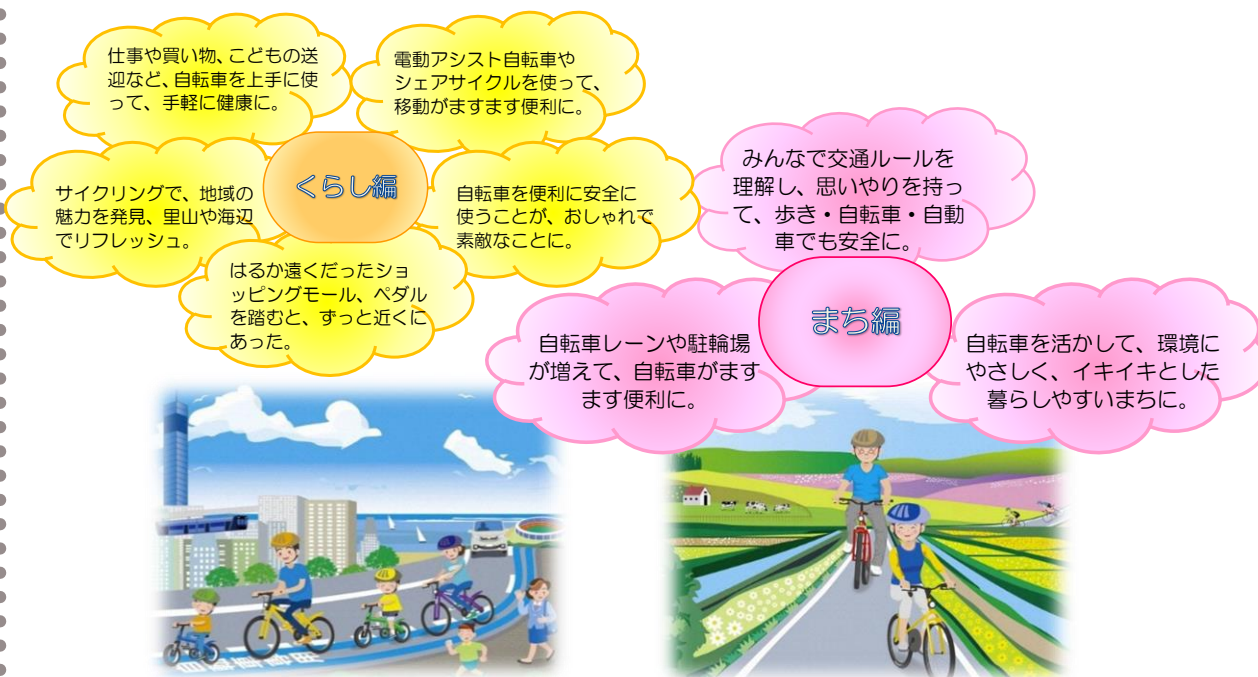 仕事や買い物、こどもの送
迎など、自転車を上手に使
って、手軽に健康に。
電動アシスト自転車や
シェアサイクルを使って、
移動がますます便利に。
サイクリングで、地域の
魅力を発見、里山や海辺
でリフレッシュ。
くらし編
自転車を便利に安全に
使うことが、おしゃれで
素敵なことに。
はるか遠くだったショ
ッピングモール、ペダル
を踏むと、ずっと近くに
あった。
みんなで交通ルールを
理解し、思いやりを持っ
て、歩き・自転車・自動
車でも安全に。
まち編
自転車レーンや駐輪場
が増えて、自転車がます
ます便利に。
自転車を活かして、環境に
やさしく、イキイキとした
暮らしやすいまちに。